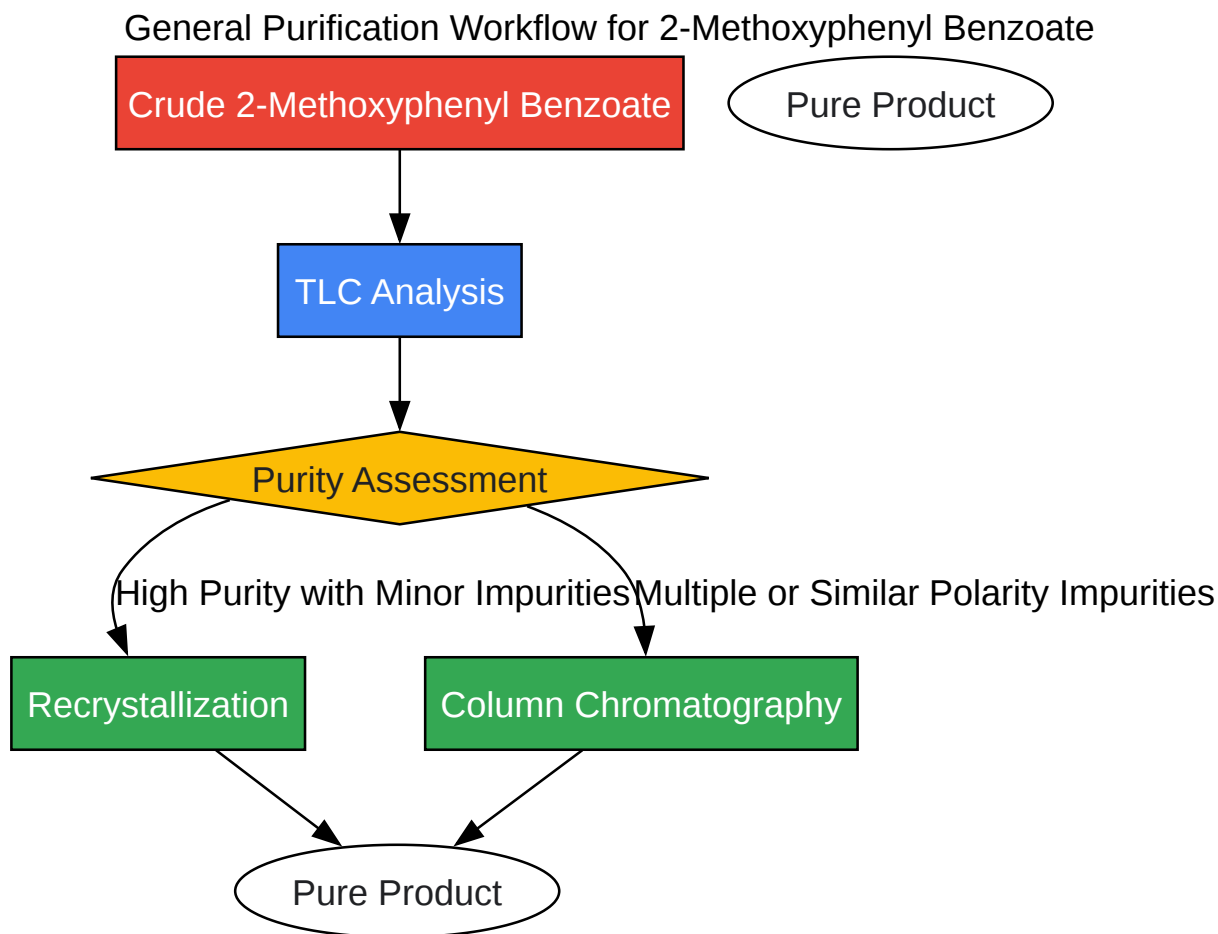 General Purification Workflow for 2-Methoxyphenyl Benzoate
Crude 2-Methoxyphenyl Benzoate
Pure Product
TLC Analysis
Purity Assessment
High Purity with Minor Impurities
Multiple or Similar Polarity Impurities
Recrystallization
Column Chromatography
Pure Product